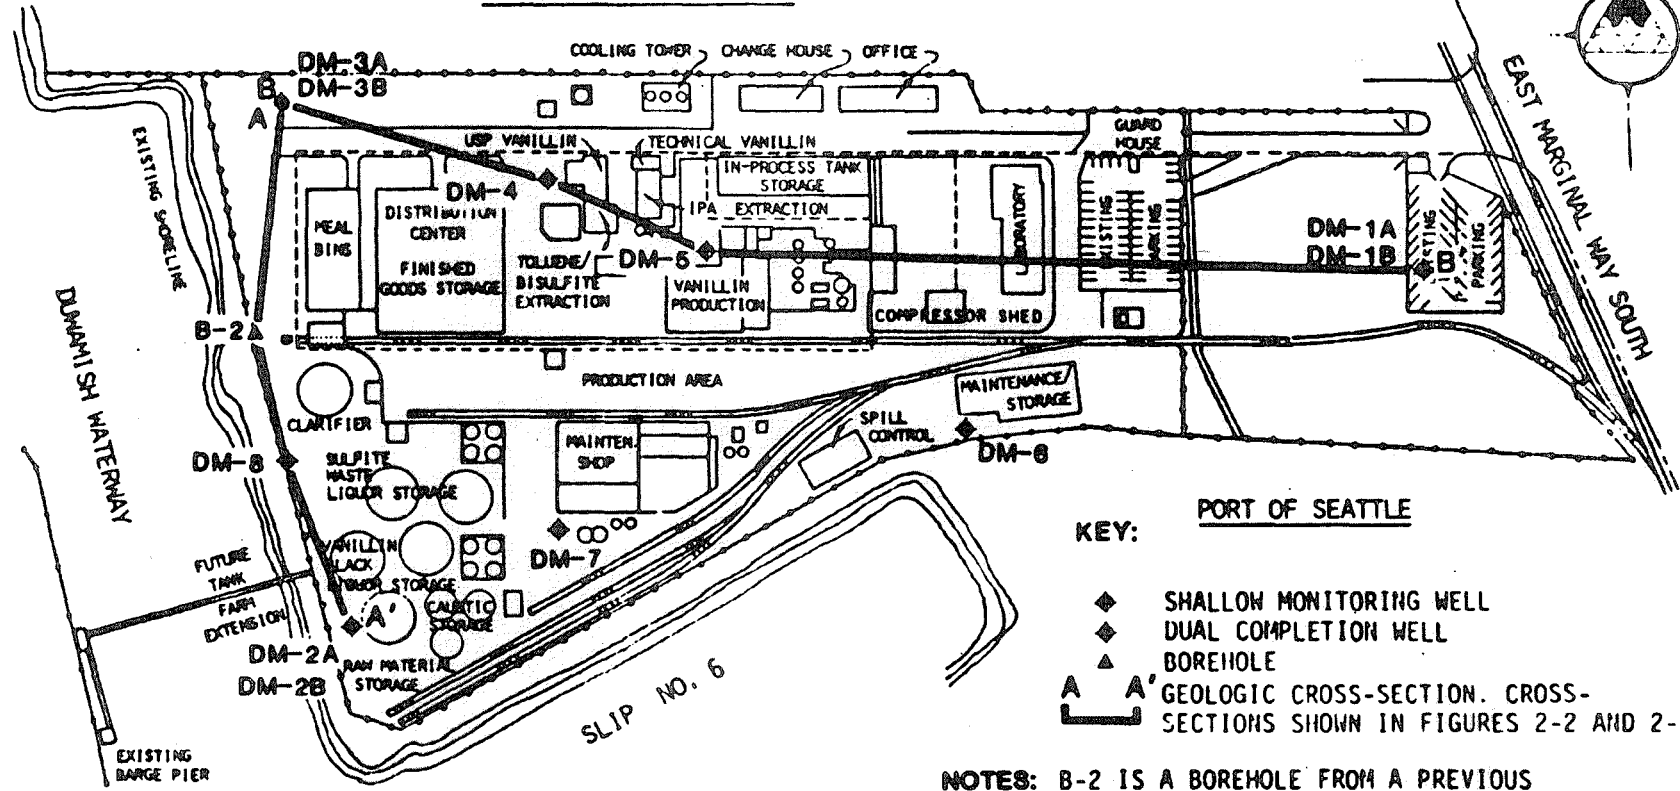 COOLING TOWER
CHANGE HOUSE
OFFICE
EAST MARGINAL WAY SOUTH
DM-3A
DM-3B
B
A
EXISTING SHORELINE
USP VANILLIN
TECHNICAL VANILLIN
GUARD
HOUSE
IN-PROCESS TANK
STORAGE
DM-4
IPA EXTRACTION
MEAL
BINS
DISTRIBUTION
CENTER
FINISHED
GOODS STORAGE
TOLUENE/
BISULFITE
EXTRACTION
DM-5
VANILLIN
PRODUCTION
COMPRESSOR SHED
EXISTING
PARKING
DM-1A
DM-1B
B
PARKING
DUWAMISH WATERWAY
B-2
PRODUCTION AREA
MAINTENANCE/
STORAGE
CLARIFIER
SPILL
CONTROL
DM-6
DM-8
SULFITE
WASTE
LIQUOR STORAGE
MAINTEN.
SHOP
DM-7
VANILLIN
STORAGE
CAUSTIC
STORAGE
FUTURE
TANK
FARM
EXTENSION
A'
DM-2A
DM-2B
RAW MATERIAL
STORAGE
SLIP NO. 6
EXISTING
BARGE PIER
PORT OF SEATTLE
KEY:
SHALLOW MONITORING WELL
DUAL COMPLETION WELL
BOREHOLE
A A' GEOLOGIC CROSS-SECTION. CROSS-
SECTIONS SHOWN IN FIGURES 2-2 AND 2-
NOTES: B-2 IS A BOREHOLE FROM A PREVIOUS